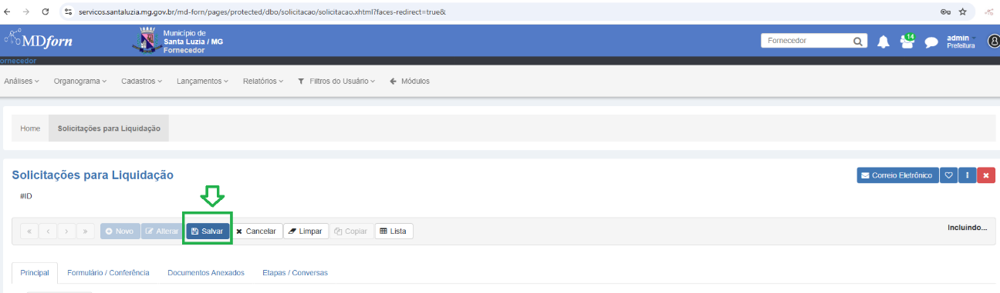 servicos.santaluzia.mg.gov.br/md-forn/pages/protected/dbo/solicitacao/solicitacao.xhtml?faces-redirect=true&
MDforn
Município de
Santa Luzia / MG
Fornecedor
Fornecedor
14
admin
Prefeitura
ornecedor
Análises
Organograma
Cadastros
Lançamentos
Relatórios
Filtros do Usuário
Módulos
Home
Solicitações para Liquidação
Solicitações para Liquidação
Correio Eletrônico
#ID
Novo
Alterar
Salvar
Cancelar
Limpar
Copiar
Lista
Incluindo...
Principal
Formulário / Conferência
Documentos Anexados
Etapas / Conversas